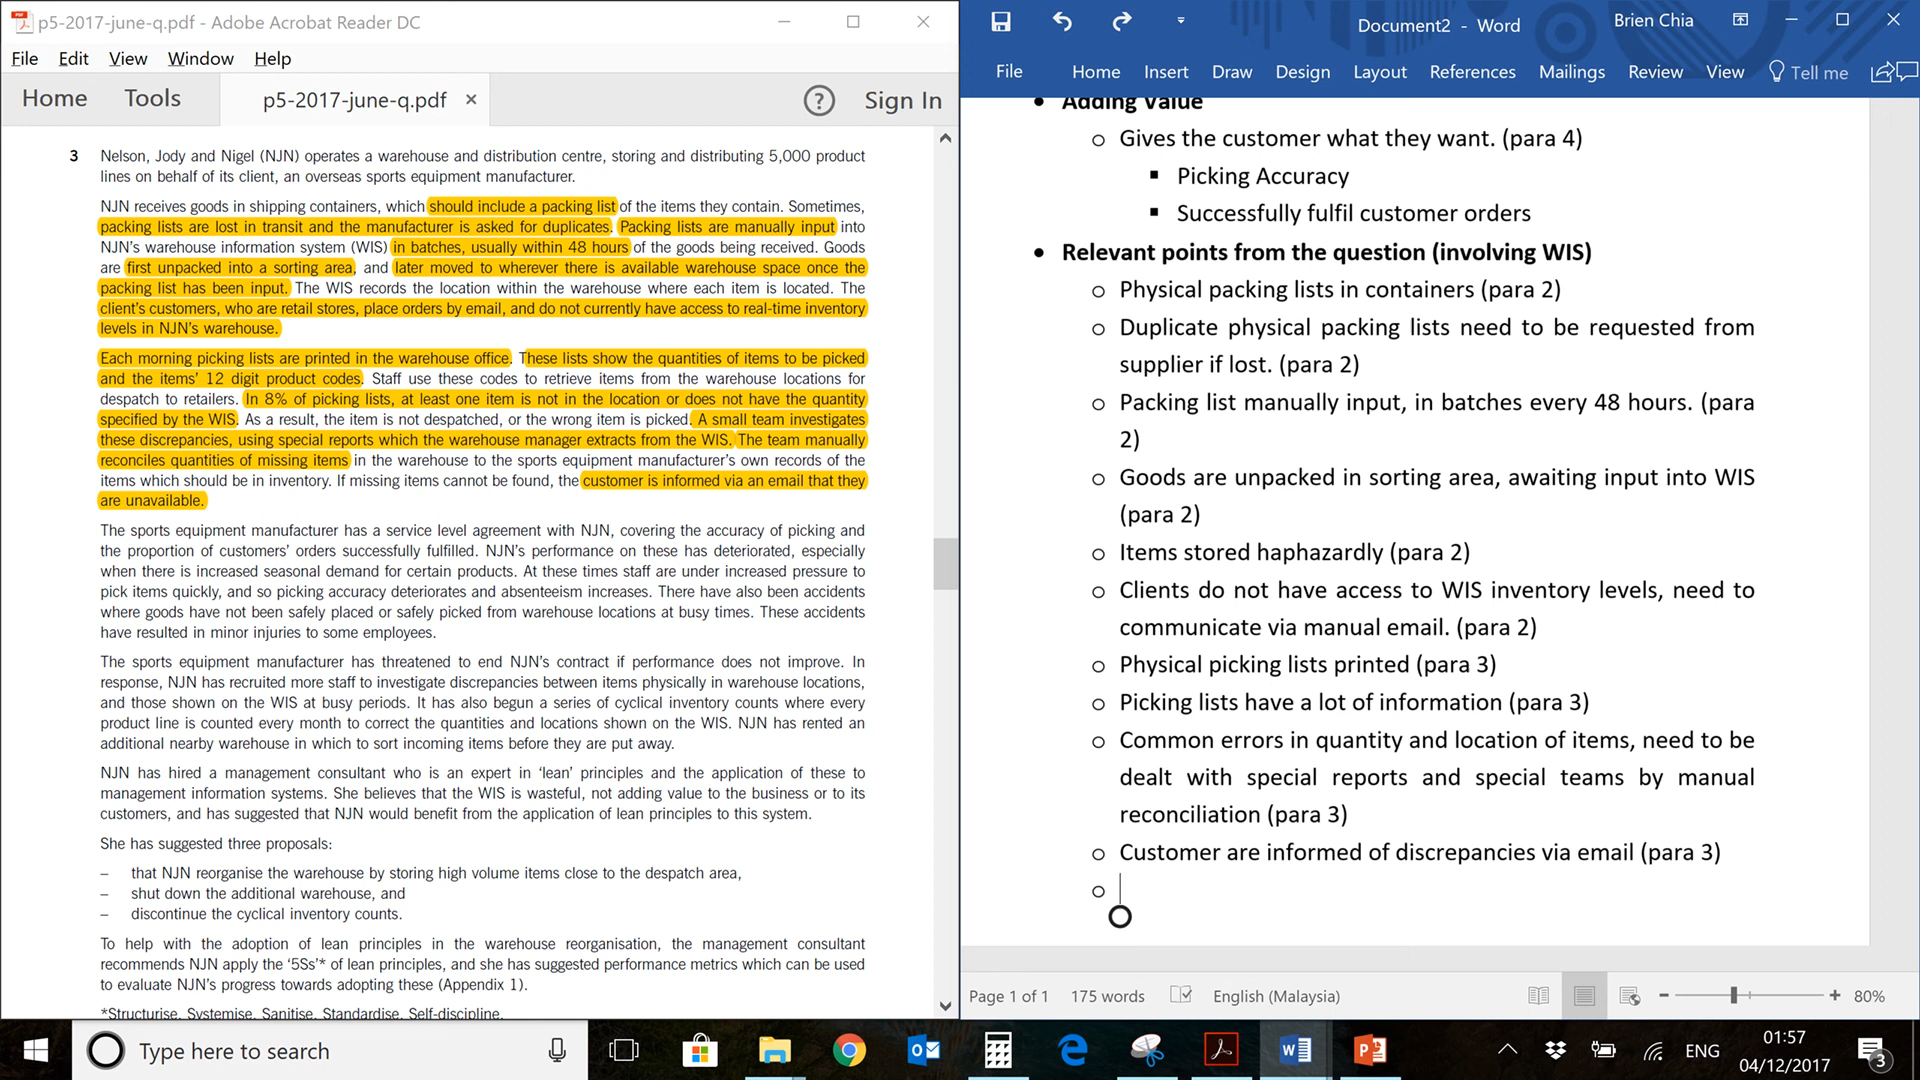 p5-2017-june-q.pdf - Adobe Acrobat Reader DC
File Edit View Window Help
Home Tools p5-2017-june-q.pdf × ? Sign In
3 Nelson, Jody and Nigel (NJN) operates a warehouse and distribution centre, storing and distributing 5,000 product
lines on behalf of its client, an overseas sports equipment manufacturer.
NJN receives goods in shipping containers, which should include a packing list of the items they contain. Sometimes,
packing lists are lost in transit and the manufacturer is asked for duplicates. Packing lists are manually input into
NJN's warehouse information system (WIS) in batches, usually within 48 hours of the goods being received. Goods
are first unpacked into a sorting area, and later moved to wherever there is available warehouse space once the
packing list has been input. The WIS records the location within the warehouse where each item is located. The
client's customers, who are retail stores, place orders by email, and do not currently have access to real-time inventory
levels in NJN's warehouse.
Each morning picking lists are printed in the warehouse office. These lists show the quantities of items to be picked
and the items' 12 digit product codes. Staff use these codes to retrieve items from the warehouse locations for
despatch to retailers. In 8% of picking lists, at least one item is not in the location or does not have the quantity
specified by the WIS. As a result, the item is not despatched, or the wrong item is picked. A small team investigates
these discrepancies, using special reports which the warehouse manager extracts from the WIS. The team manually
reconciles quantities of missing items in the warehouse to the sports equipment manufacturer's own records of the
items which should be in inventory. If missing items cannot be found, the customer is informed via an email that they
are unavailable.
The sports equipment manufacturer has a service level agreement with NJN, covering the accuracy of picking and
the proportion of customers' orders successfully fulfilled. NJN's performance on these has deteriorated, especially
when there is increased seasonal demand for certain products. At these times staff are under increased pressure to
pick items quickly, and so picking accuracy deteriorates and absenteeism increases. There have also been accidents
where goods have not been safely placed or safely picked from warehouse locations at busy times. These accidents
have resulted in minor injuries to some employees.
The sports equipment manufacturer has threatened to end NJN's contract if performance does not improve. In
response, NJN has recruited more staff to investigate discrepancies between items physically in warehouse locations,
and those shown on the WIS at busy periods. It has also begun a series of cyclical inventory counts where every
product line is counted every month to correct the quantities and locations shown on the WIS. NJN has rented an
additional nearby warehouse in which to sort incoming items before they are put away.
NJN has hired a management consultant who is an expert in 'lean' principles and the application of these to
management information systems. She believes that the WIS is wasteful, not adding value to the business or to its
customers, and has suggested that NJN would benefit from the application of lean principles to this system.
She has suggested three proposals:
– that NJN reorganise the warehouse by storing high volume items close to the despatch area,
– shut down the additional warehouse, and
– discontinue the cyclical inventory counts.
To help with the adoption of lean principles in the warehouse reorganisation, the management consultant
recommends NJN apply the '5Ss'* of lean principles, and she has suggested performance metrics which can be used
to evaluate NJN's progress towards adopting these (Appendix 1).
*Structurise, Systemise, Sanitise, Standardise, Self-discipline.
Document2 - Word
Brien Chia
File Home Insert Draw Design Layout References Mailings Review View Tell me
• Adding Value
o Gives the customer what they want. (para 4)
▪ Picking Accuracy
▪ Successfully fulfil customer orders
• Relevant points from the question (involving WIS)
o Physical packing lists in containers (para 2)
o Duplicate physical packing lists need to be requested from
supplier if lost. (para 2)
o Packing list manually input, in batches every 48 hours. (para
2)
o Goods are unpacked in sorting area, awaiting input into WIS
(para 2)
o Items stored haphazardly (para 2)
o Clients do not have access to WIS inventory levels, need to
communicate via manual email. (para 2)
o Physical picking lists printed (para 3)
o Picking lists have a lot of information (para 3)
o Common errors in quantity and location of items, need to be
dealt with special reports and special teams by manual
reconciliation (para 3)
o Customer are informed of discrepancies via email (para 3)
o
Page 1 of 1 175 words English (Malaysia) 80%
Type here to search
ENG
01:57
04/12/2017
3